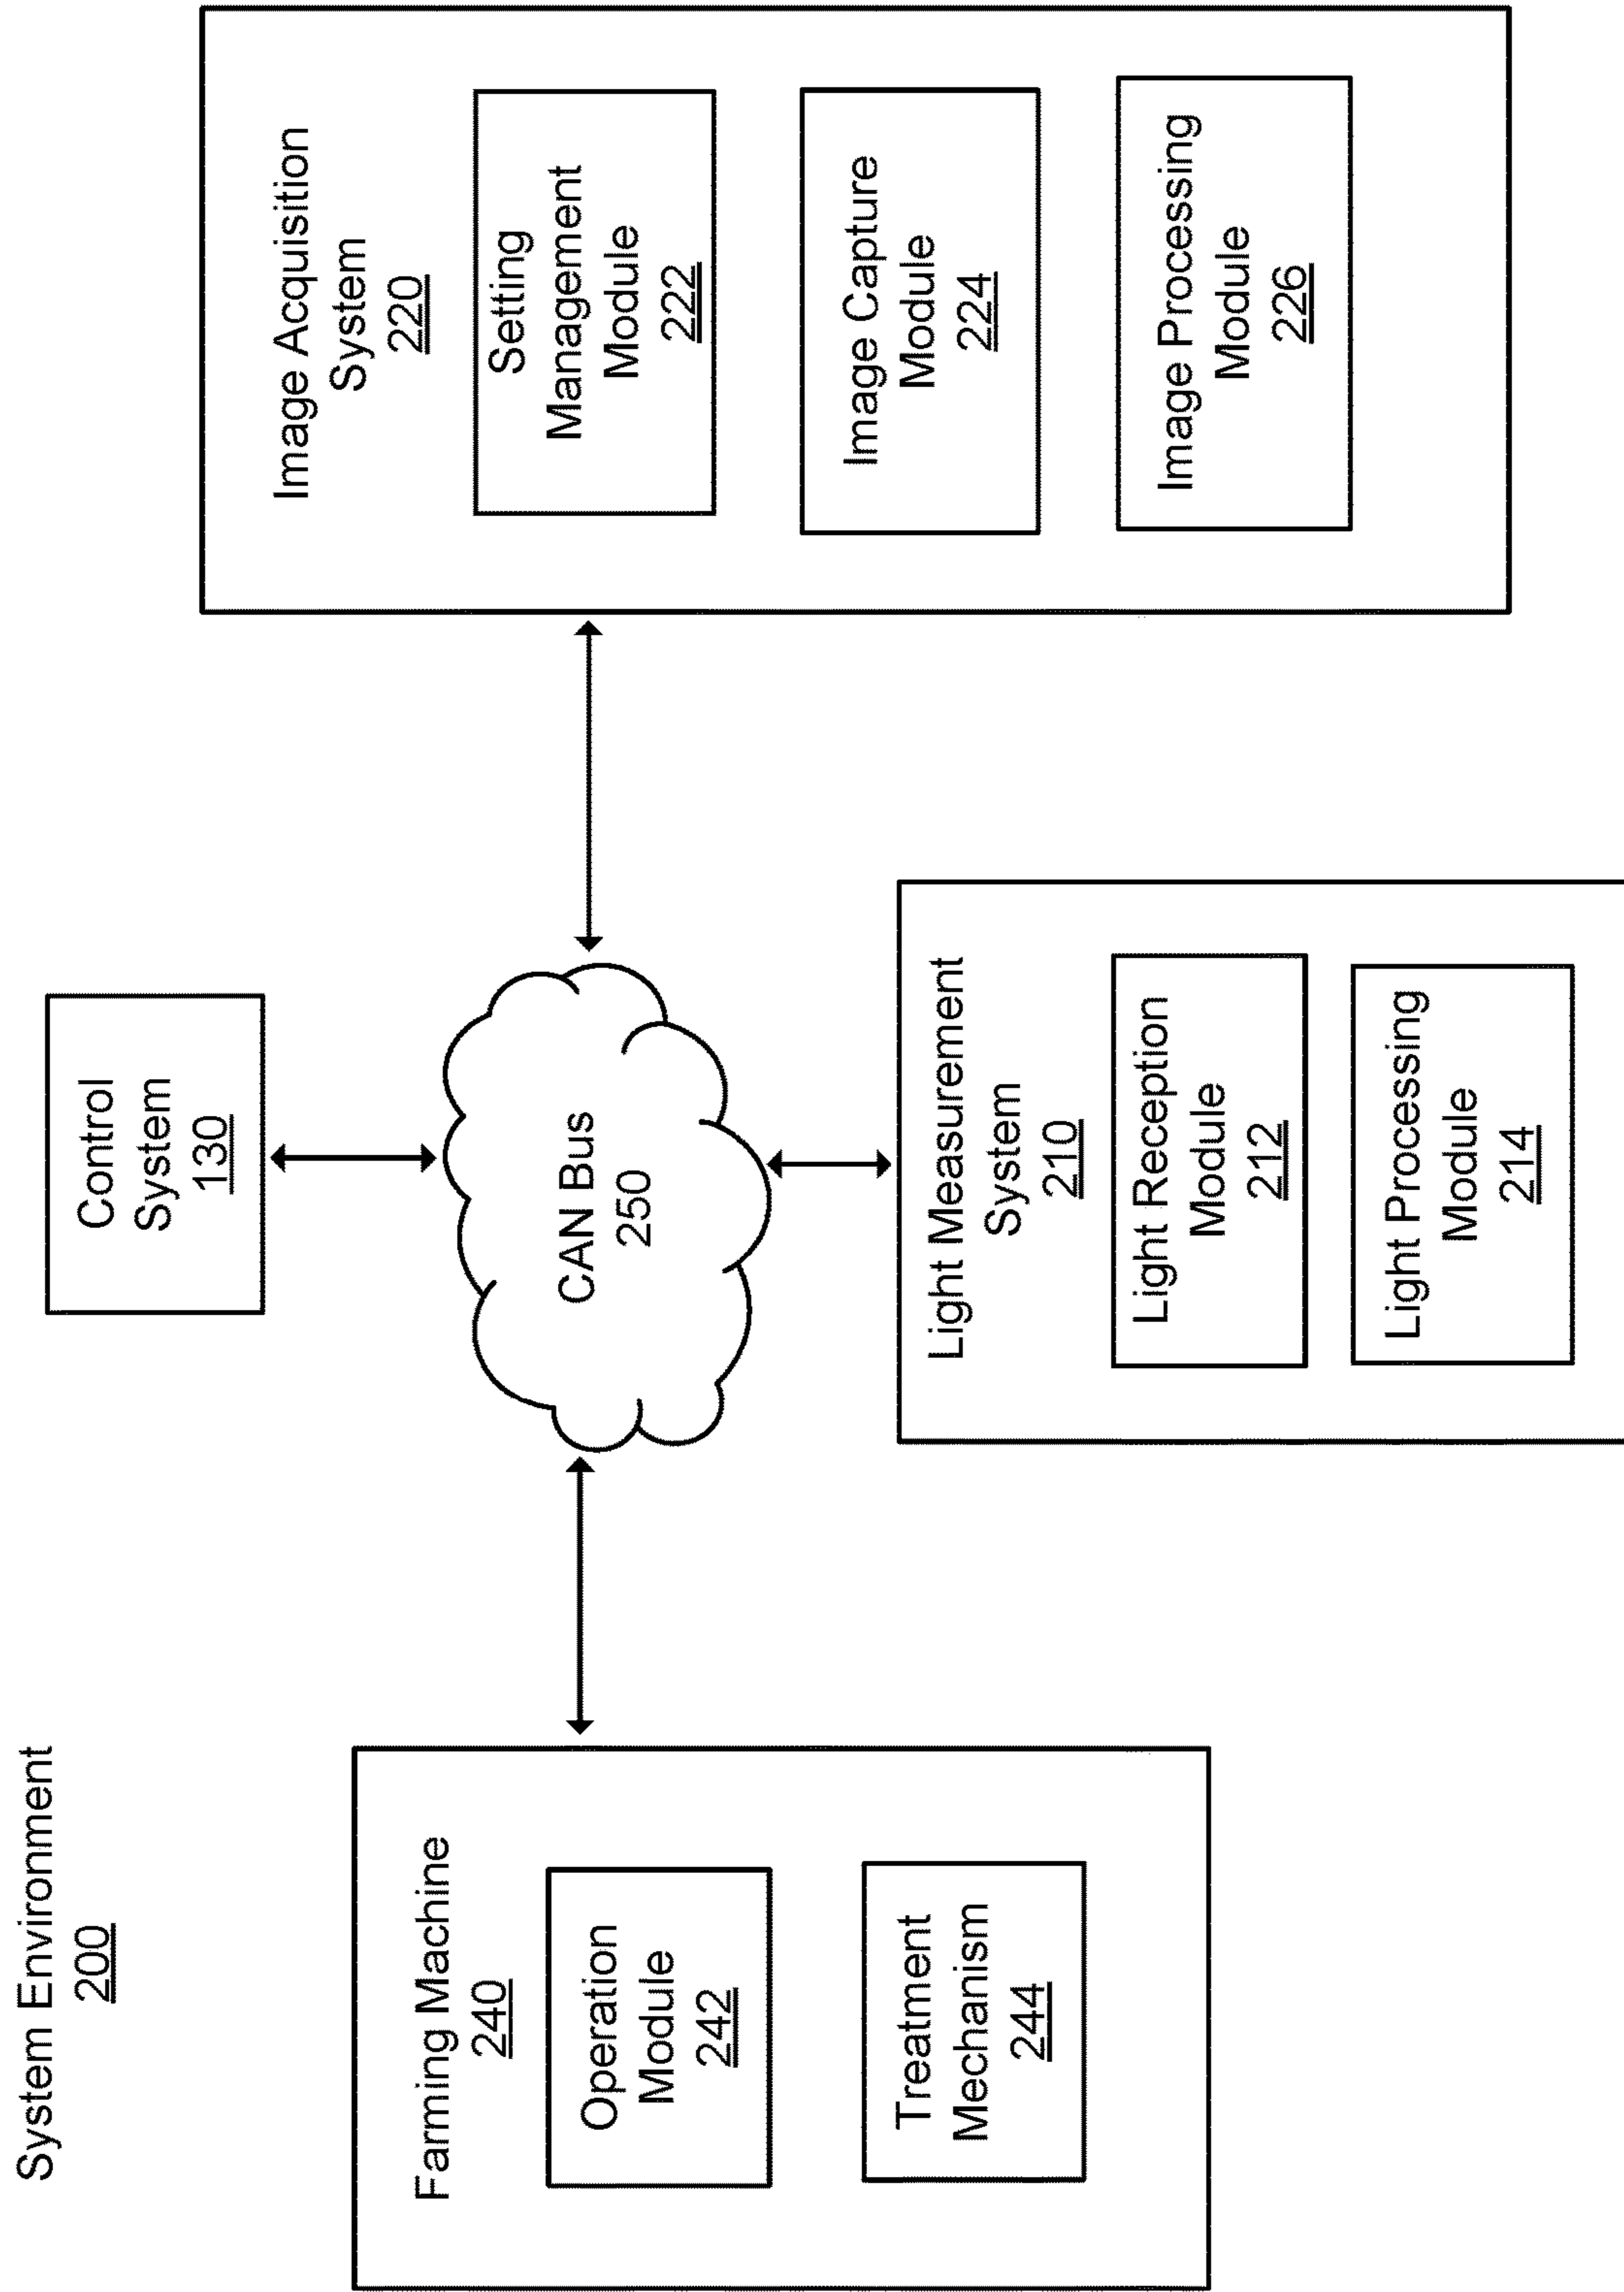 System Environment
200
Farming Machine
240
Operation
Module
242
Treatment
Mechanism
244
Control
System
130
CAN Bus
250
Light Measurement
System
210
Light Reception
Module
212
Light Processing
Module
214
Image Acquisition
System
220
Setting
Management
Module
222
Image Capture
Module
224
Image Processing
Module
226